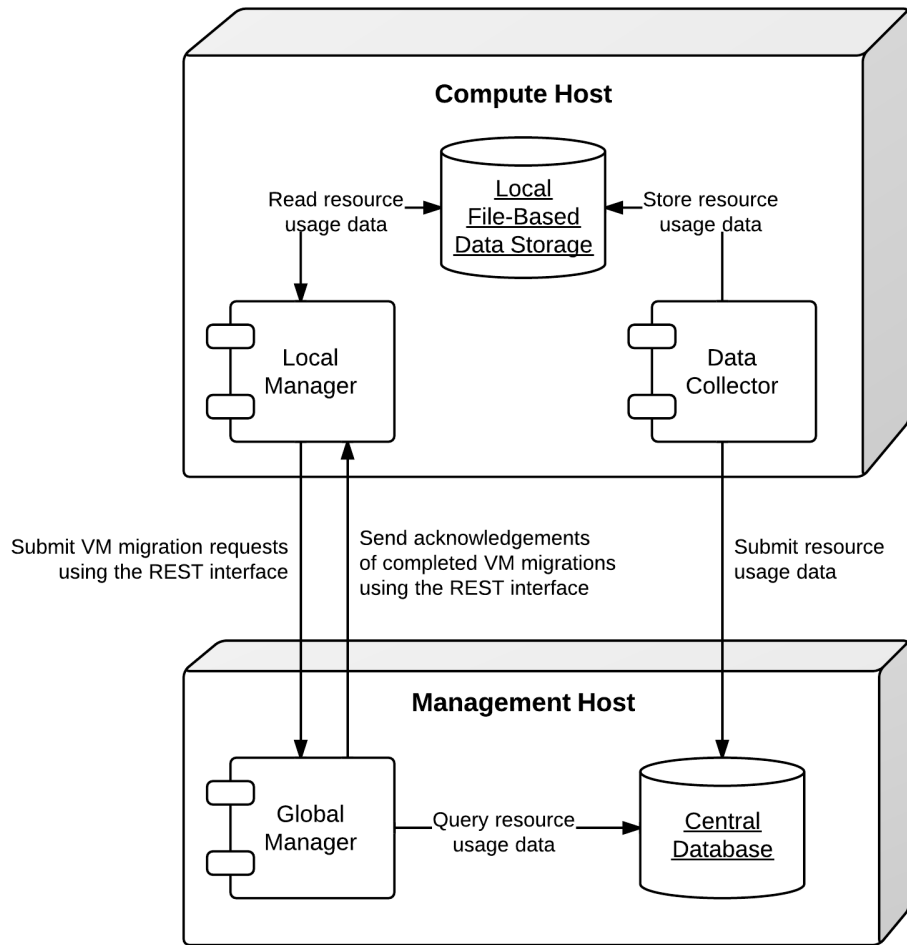 Compute Host
Local
File-Based
Data Storage
Read resource
usage data
Store resource
usage data
Local
Manager
Data
Collector
Submit VM migration requests
using the REST interface
Send acknowledgements
of completed VM migrations
using the REST interface
Submit resource
usage data
Management Host
Global
Manager
Query resource
usage data
Central
Database